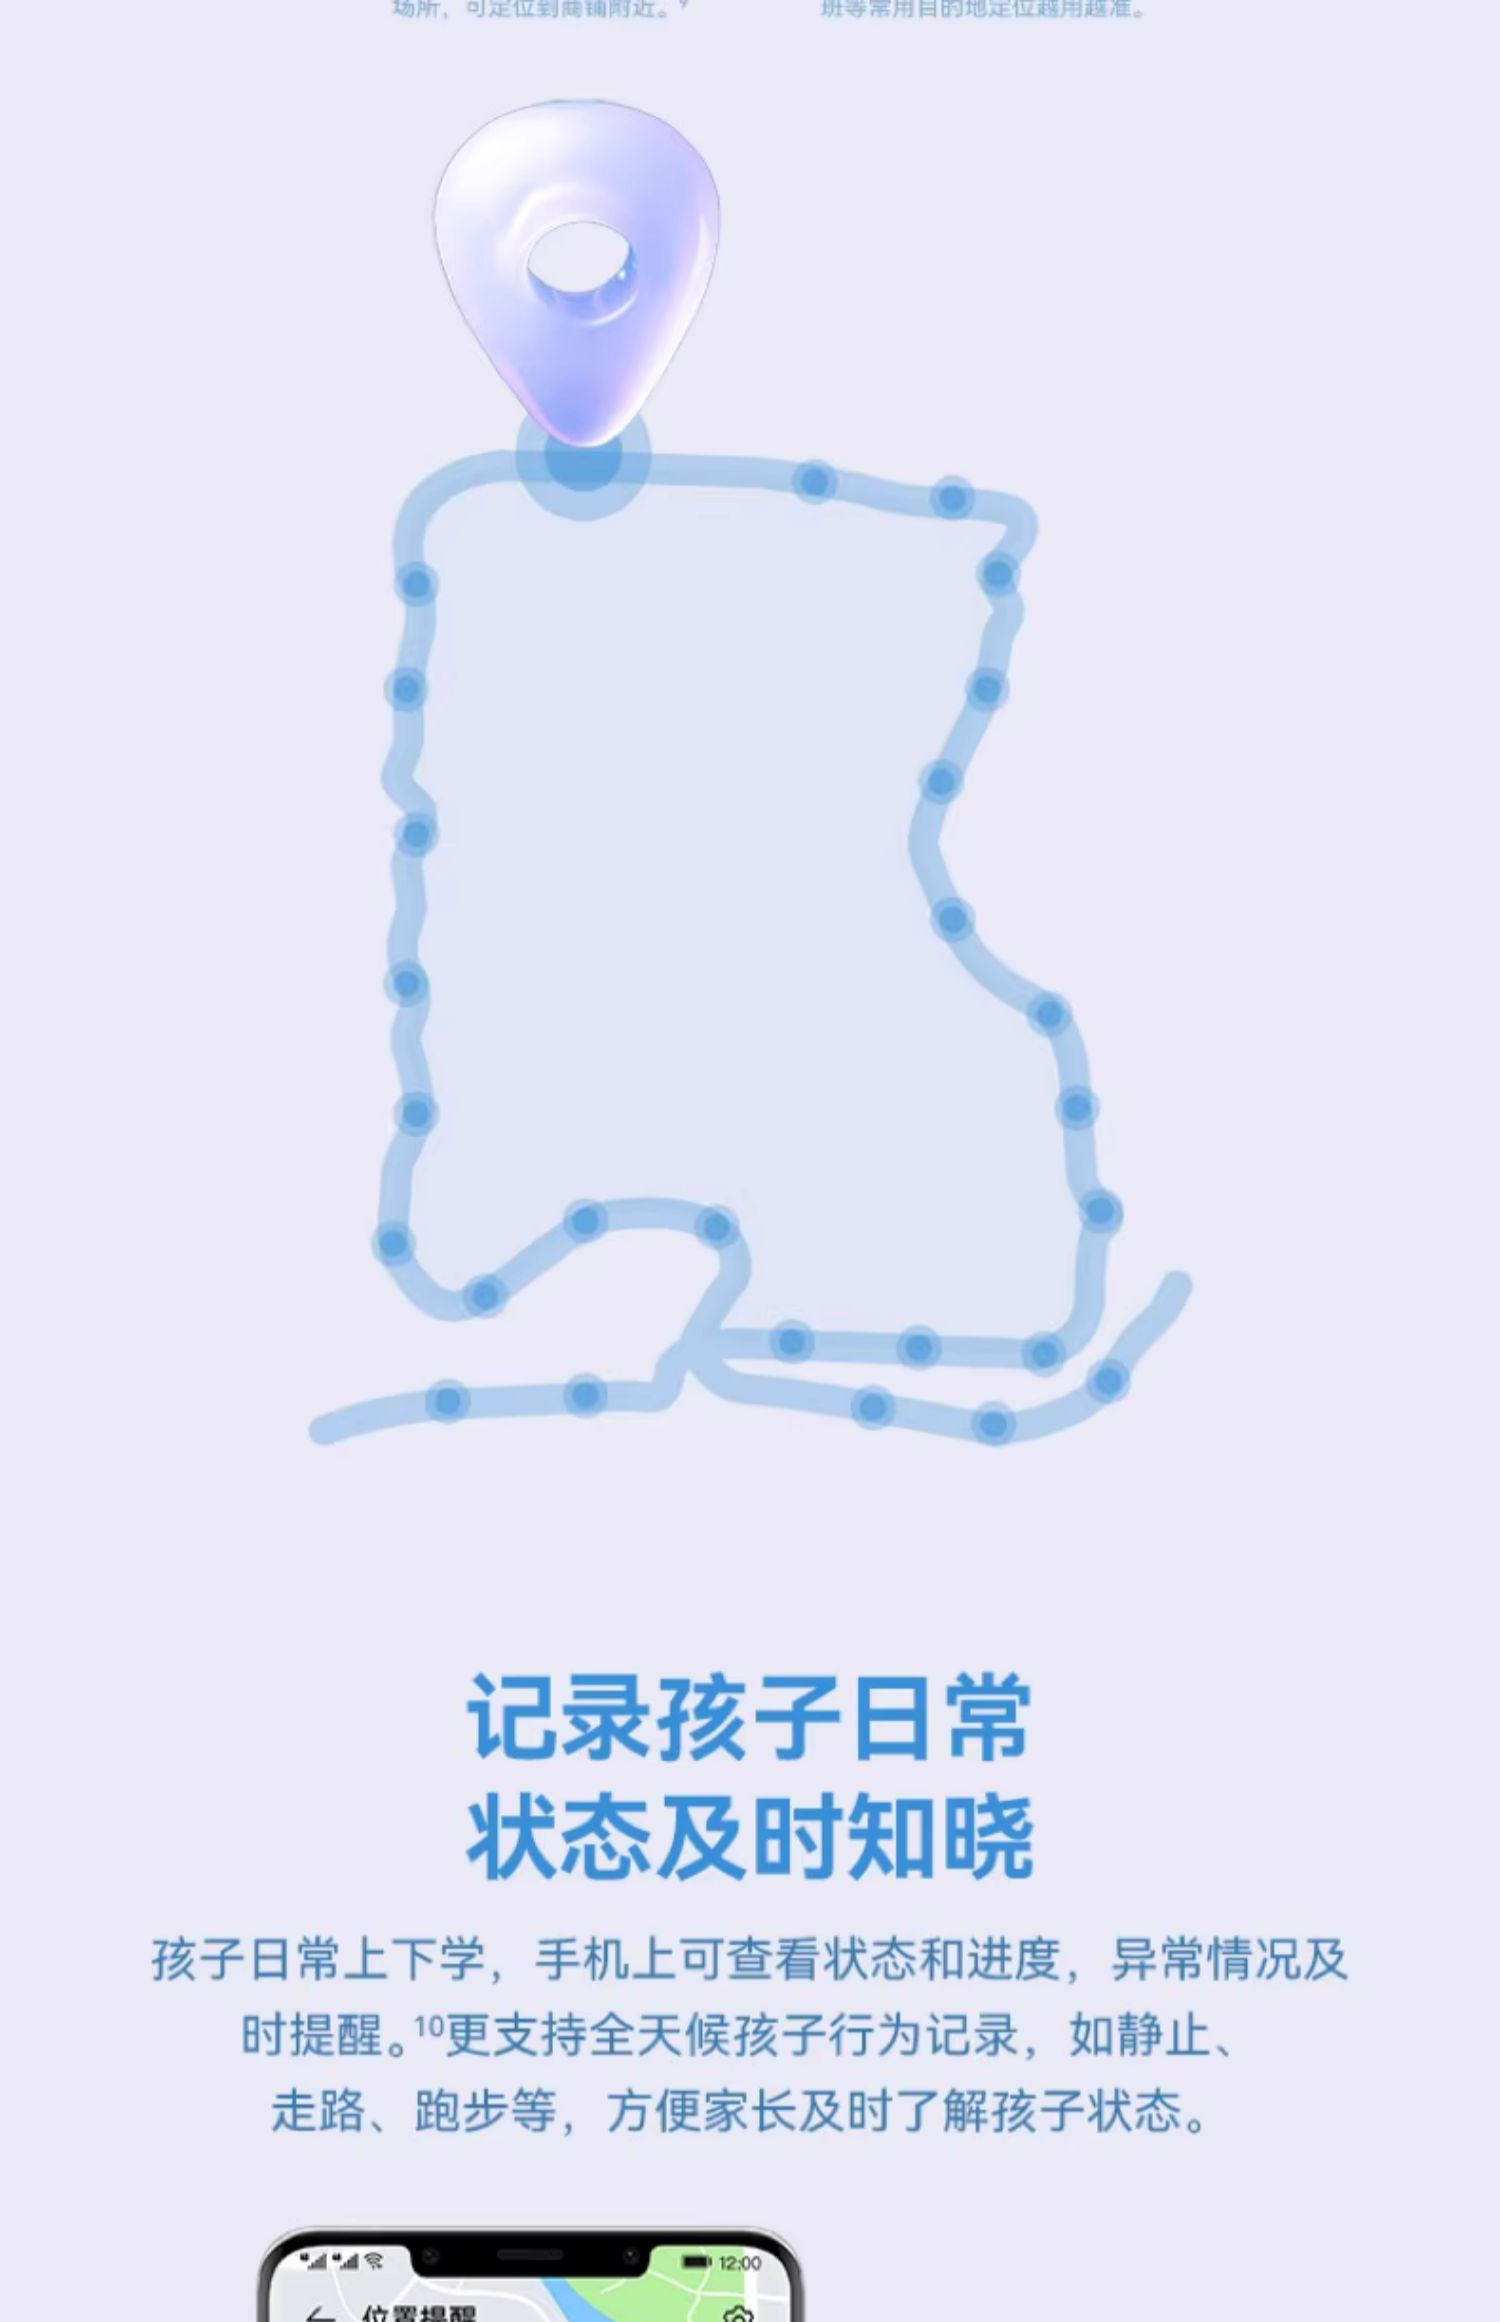 场所，可定位到商铺附近。9
班等常用目的地定位越用越准。
记录孩子日常
状态及时知晓
孩子日常上下学，手机上可查看状态和进度，异常情况及
时提醒。10更支持全天候孩子行为记录，如静止、
走路、跑步等，方便家长及时了解孩子状态。
12:00
位置提醒